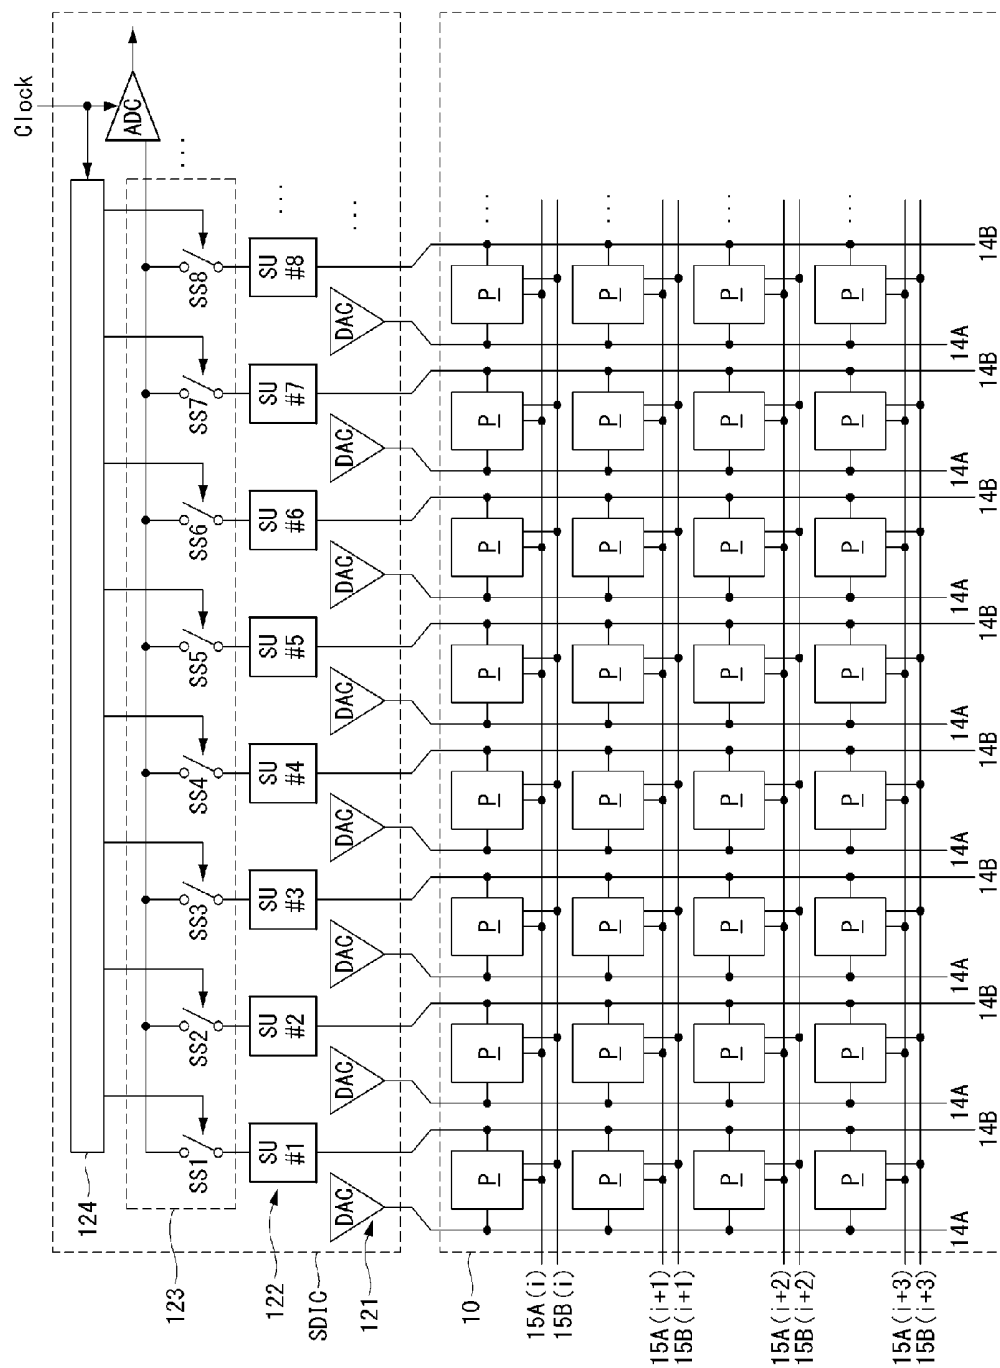 Clock
ADC
124
123
SS1 SS2 SS3 SS4 SS5 SS6 SS7 SS8 ...
122
SU #1 SU #2 SU #3 SU #4 SU #5 SU #6 SU #7 SU #8 ...
SDIC
121
DAC DAC DAC DAC DAC DAC DAC DAC ...
10
P P P P P P P P ...
15A(i)
15B(i)
P P P P P P P P ...
15A(i+1)
15B(i+1)
P P P P P P P P ...
15A(i+2)
15B(i+2)
P P P P P P P P ...
15A(i+3)
15B(i+3)
14A 14B 14A 14B 14A 14B 14A 14B 14A 14B 14A 14B 14A 14B 14A 14B